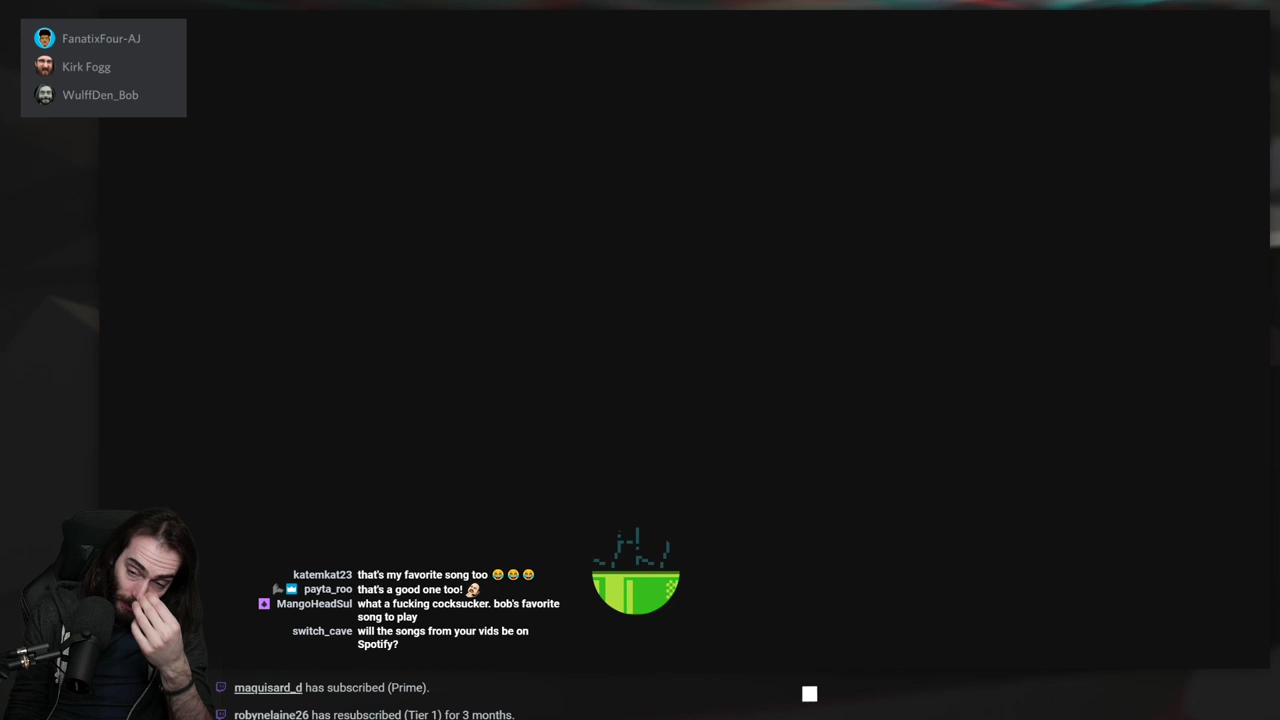 FanatixFour-AJ
Kirk Fogg
WulffDen_Bob
katemkat23 that's my favorite song too 😂 😂 😂
payta_roo that's a good one too!
MangoHeadSul what a fucking cocksucker. bob's favorite
song to play
switch_cave will the songs from your vids be on
Spotify?
maquisard_d has subscribed (Prime).
robynelaine26 has resubscribed (Tier 1) for 3 months.